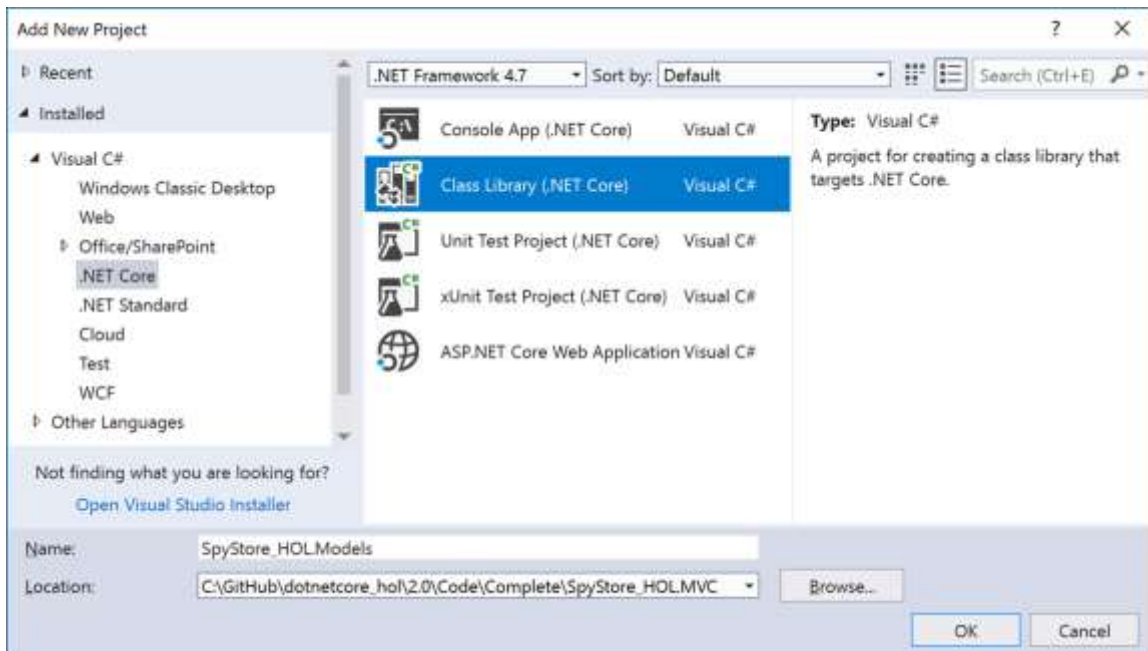 Add New Project
Recent
Installed
Visual C#
Windows Classic Desktop
Web
Office/SharePoint
.NET Core
.NET Standard
Cloud
Test
WCF
Other Languages
Not finding what you are looking for?
Open Visual Studio Installer
.NET Framework 4.7 Sort by: Default Search (Ctrl+E)
Console App (.NET Core) Visual C#
Class Library (.NET Core) Visual C#
Unit Test Project (.NET Core) Visual C#
xUnit Test Project (.NET Core) Visual C#
ASP.NET Core Web Application Visual C#
Type: Visual C#
A project for creating a class library that
targets .NET Core.
Name: SpyStore_HOL.Models
Location: C:\GitHub\dotnetcore_hol\2.0\Code\Complete\SpyStore_HOL.MVC Browse...
OK Cancel